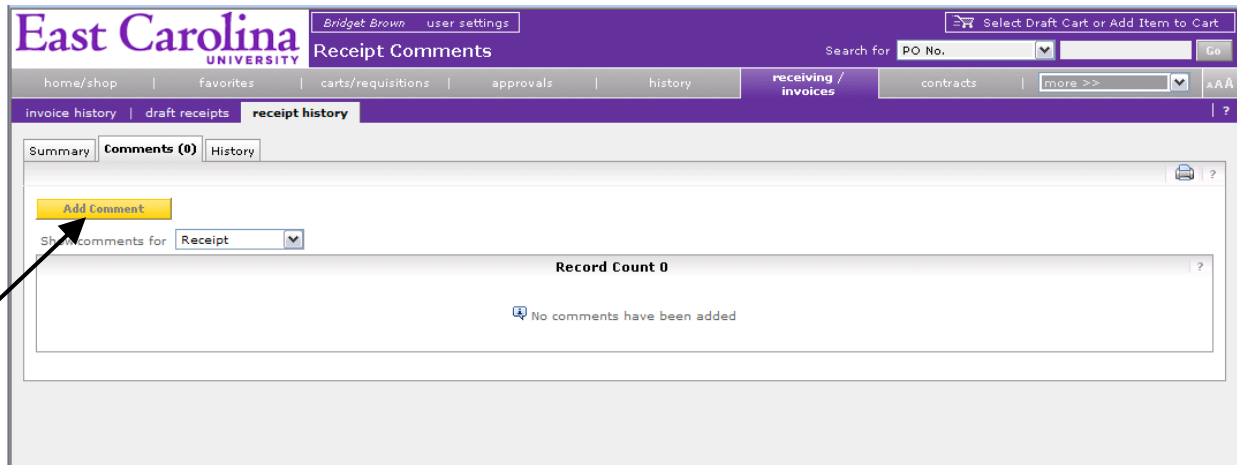 East Carolina
UNIVERSITY
Bridget Brown user settings
Select Draft Cart or Add Item to Cart
Receipt Comments
Search for PO No. Go
home/shop | favorites | carts/requisitions | approvals | history receiving / invoices contracts | more >> AAA
invoice history | draft receipts receipt history | ?
Summary Comments (0) History
?
Add Comment
Show comments for Receipt
Record Count 0 ?
No comments have been added